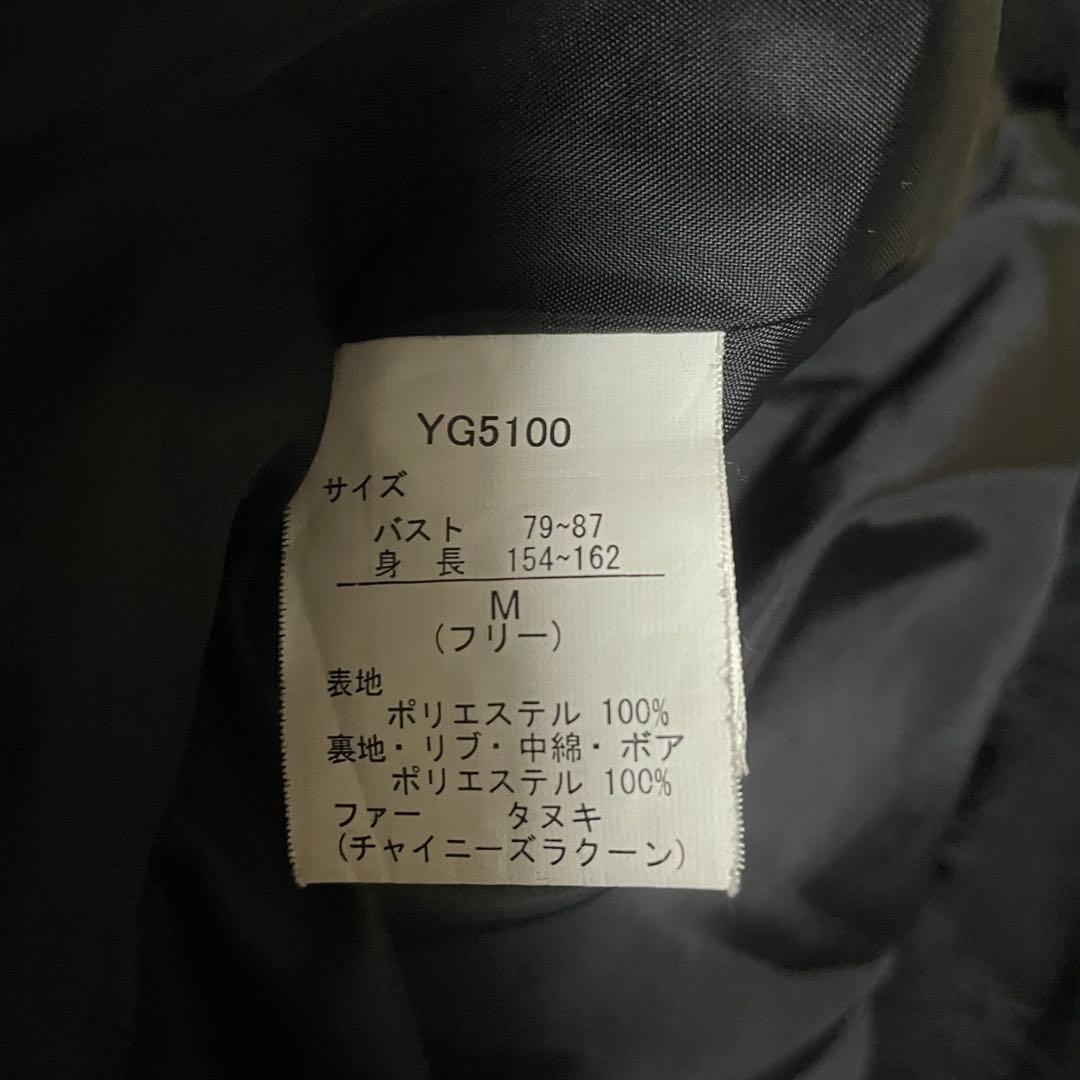 YG5100
サイズ
バスト 79~87
身 長 154~162
M
(フリー)
表地
ポリエステル 100%
裏地・リブ・中綿・ボア
ポリエステル 100%
ファー タヌキ
(チャイニーズラクーン)